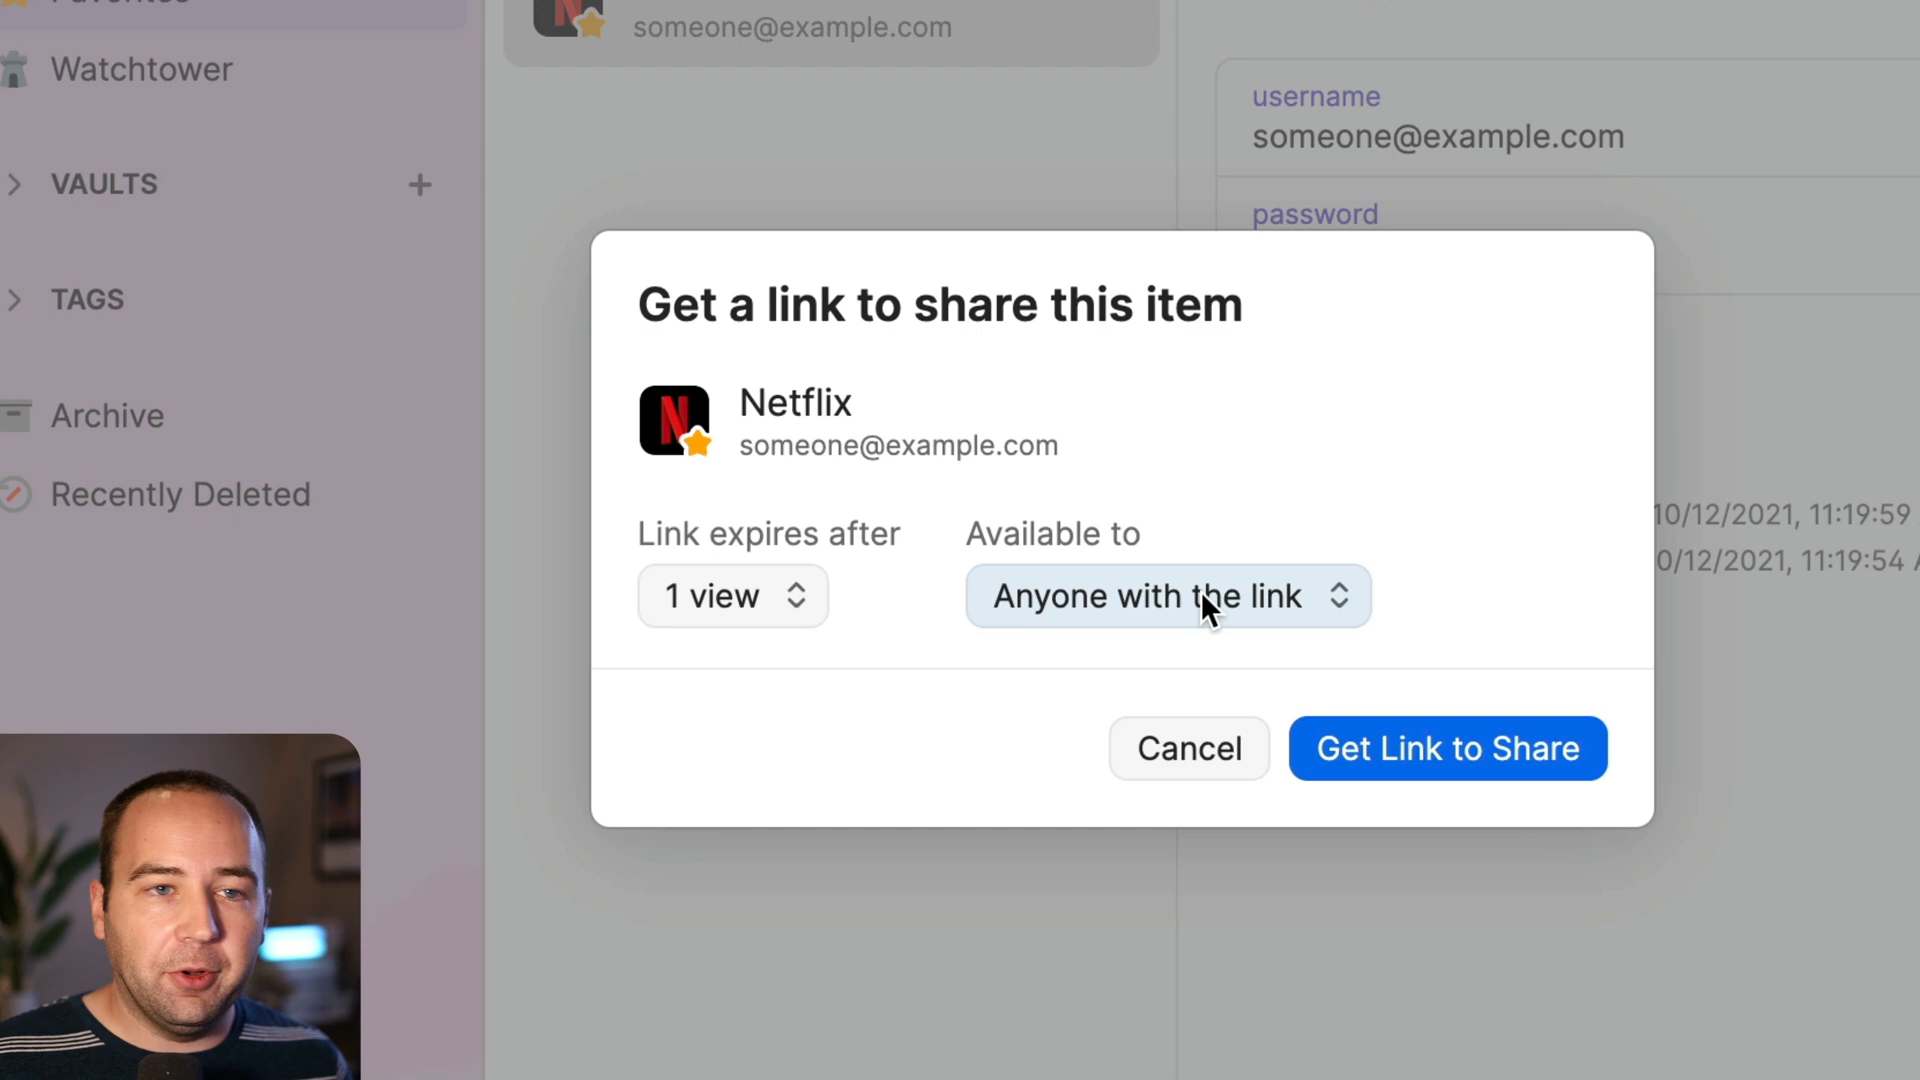 someone@example.com
Watchtower
username
someone@example.com
VAULTS
password
TAGS
Get a link to share this item
Netflix
someone@example.com
Archive
Recently Deleted
Link expires after
Available to
1 view
Anyone with the link
10/12/2021, 11:19:59
0/12/2021, 11:19:54
Cancel
Get Link to Share